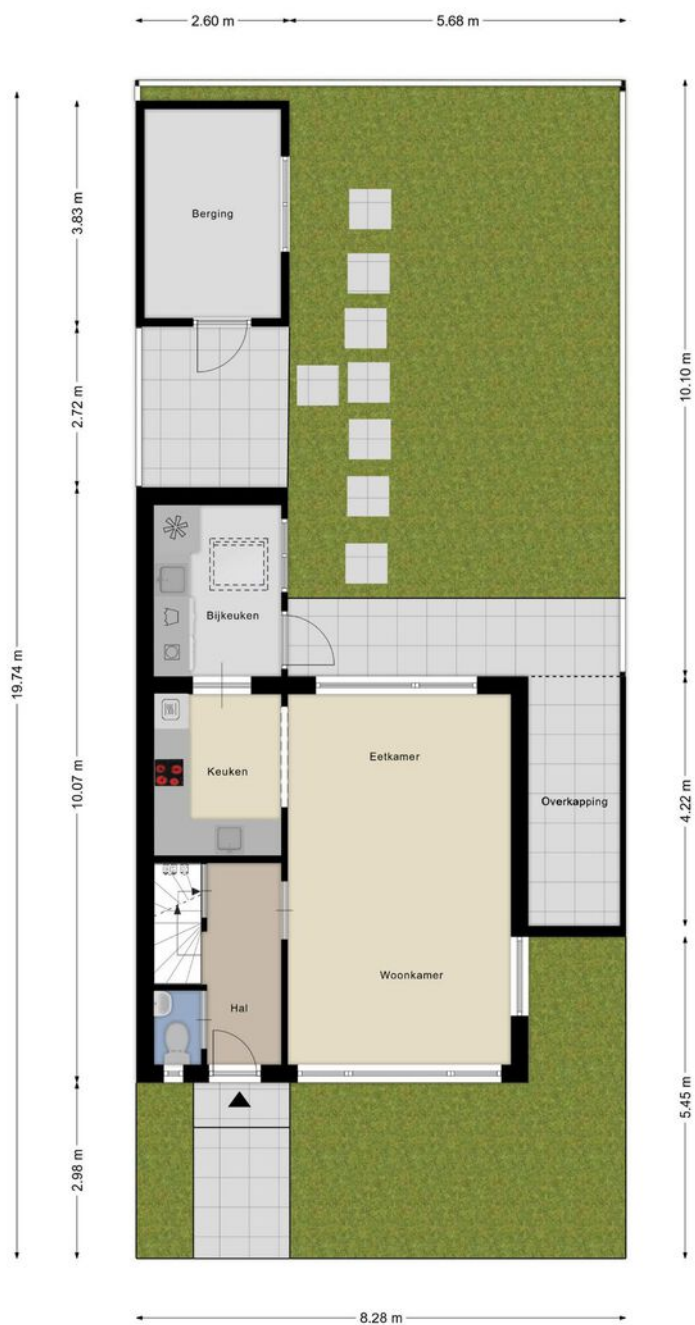 2.60 m
5.68 m
Berging
3.83 m
10.10 m
2.72 m
Bijkeuken
19.74 m
Keuken
Eetkamer
10.07 m
Overkapping
4.22 m
Woonkamer
Hal
5.45 m
2.98 m
8.28 m